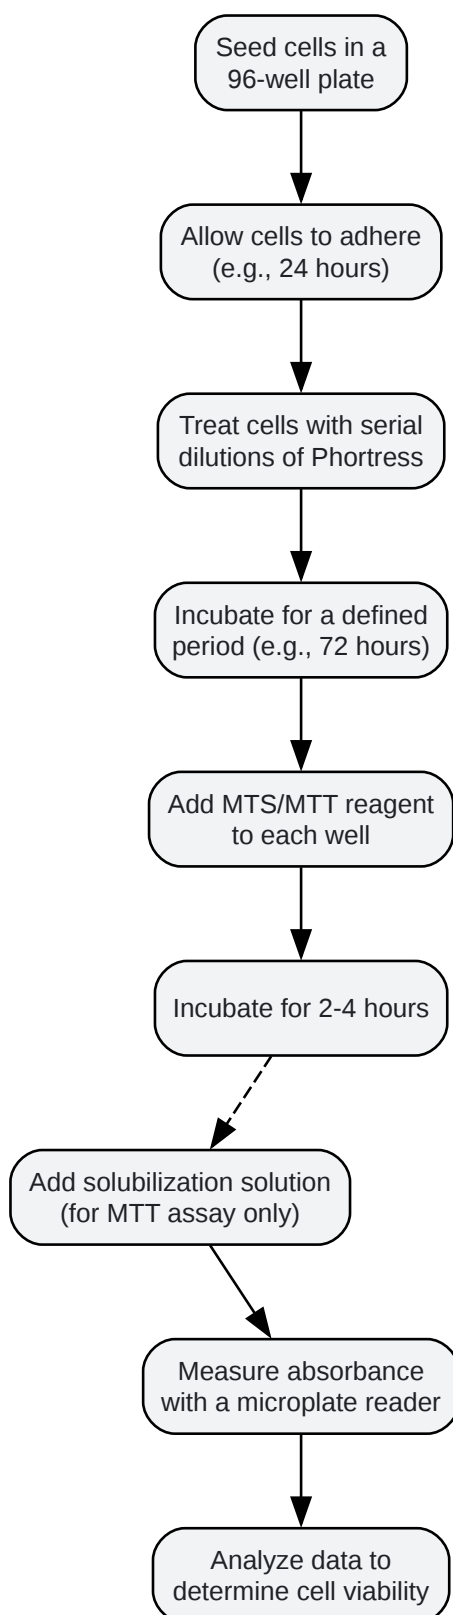 Seed cells in a
96-well plate
Allow cells to adhere
(e.g., 24 hours)
Treat cells with serial
dilutions of Phortress
Incubate for a defined
period (e.g., 72 hours)
Add MTS/MTT reagent
to each well
Incubate for 2-4 hours
Add solubilization solution
(for MTT assay only)
Measure absorbance
with a microplate reader
Analyze data to
determine cell viability